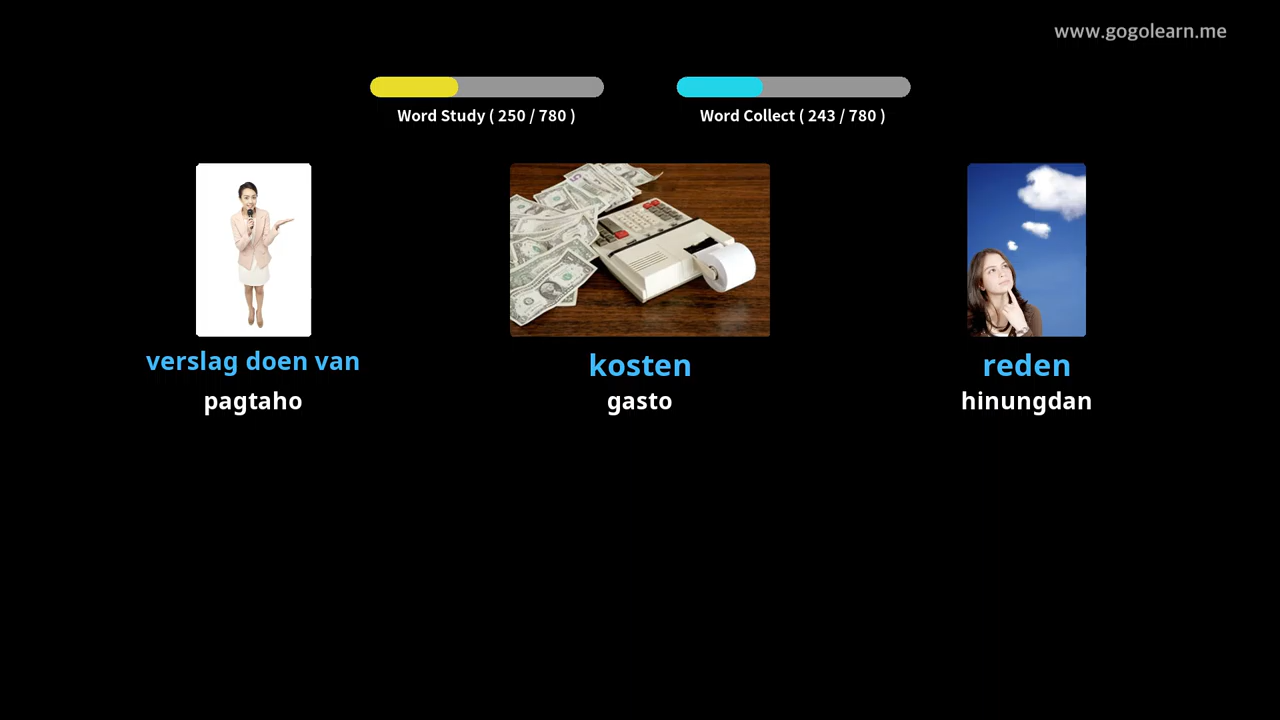 www.gogolearn.me
Word Study ( 250 / 780 )
Word Collect ( 243 / 780 )
verslag doen van
kosten
reden
pagtaho
gasto
hinungdan